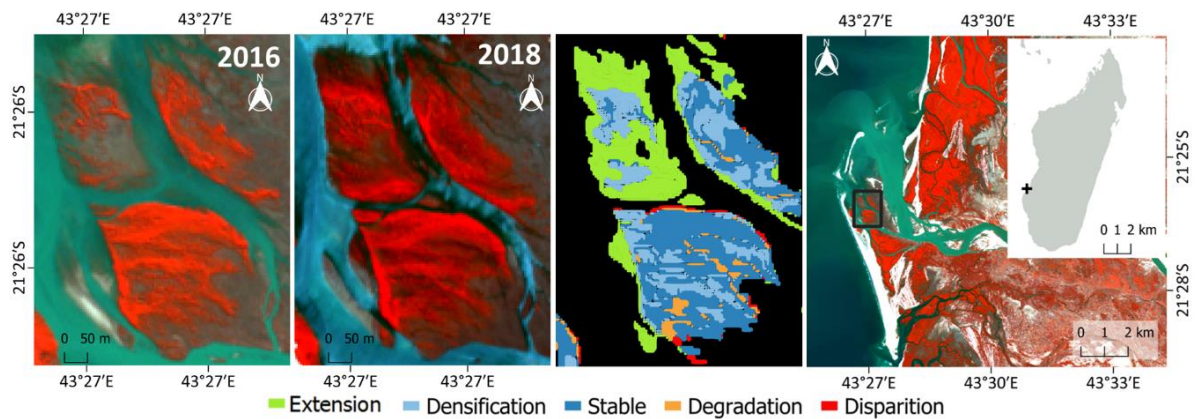 43°27'E 43°27'E 43°27'E 43°27'E 43°27'E 43°30'E 43°33'E
2016
2018
N
N
N
21°26'S
21°26'S
21°25'S
21°28'S
0 50 m
0 50 m
0 1 2 km
0 1 2 km
43°27'E 43°27'E 43°27'E 43°27'E 43°27'E 43°30'E 43°33'E
Extension Densification Stable Degradation Disparition